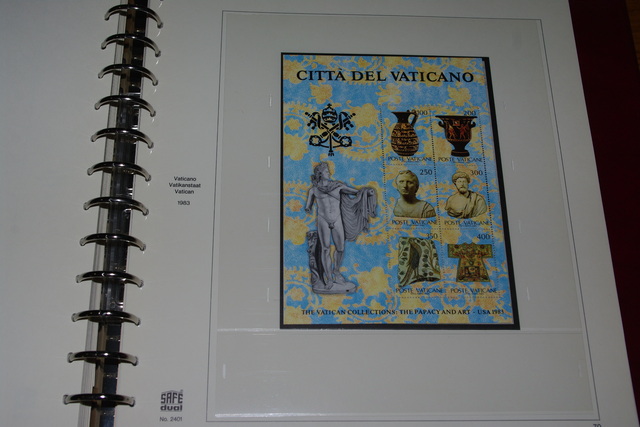 CITTÀ DEL VATICANO
200
POSTE VATICANE
POSTE VATICANE
250
300
POSTE VATICANE
POSTE VATICANE
350
400
POSTE VATICANE
POSTE VATICANE
THE VATICAN COLLECTIONS THE PAPACY AND ART - USA 1983
Vaticano
Vatikanstaat
Vatican
1983
SAFE
dual
No. 2401